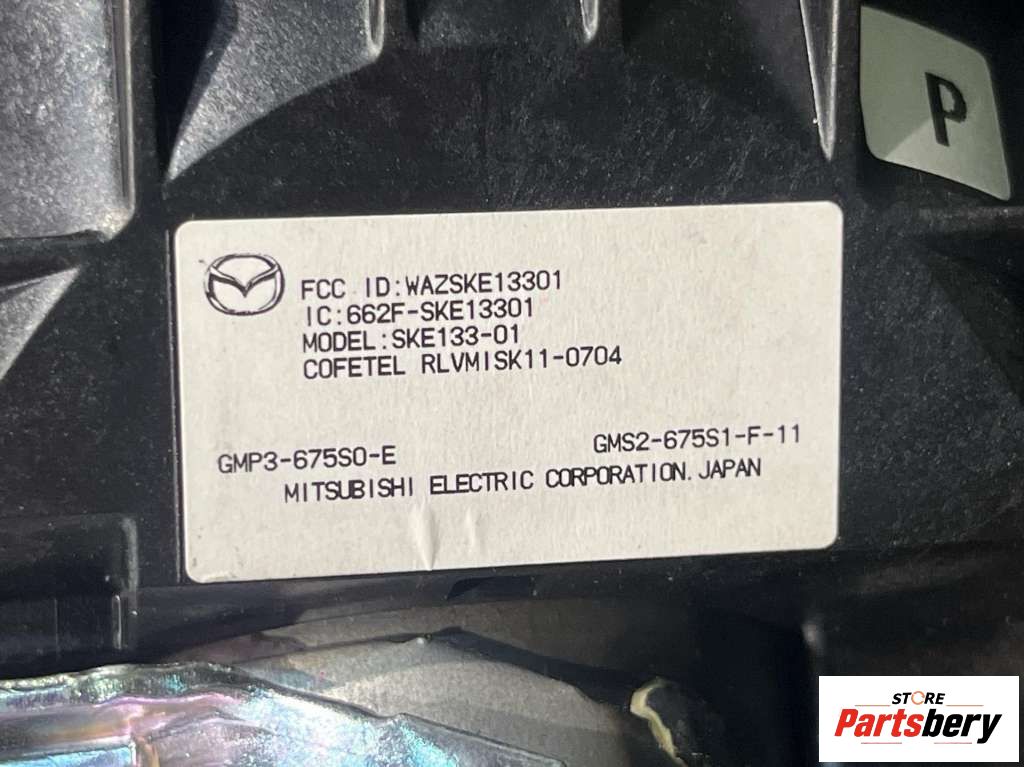 P
FCC ID:WAZSKE13301
IC:662F-SKE13301
MODEL:SKE133-01
COFETEL RLVMISK11-0704
GMP3-675S0-E GMS2-675S1-F-11
MITSUBISHI ELECTRIC CORPORATION.JAPAN
STORE
Partsbery